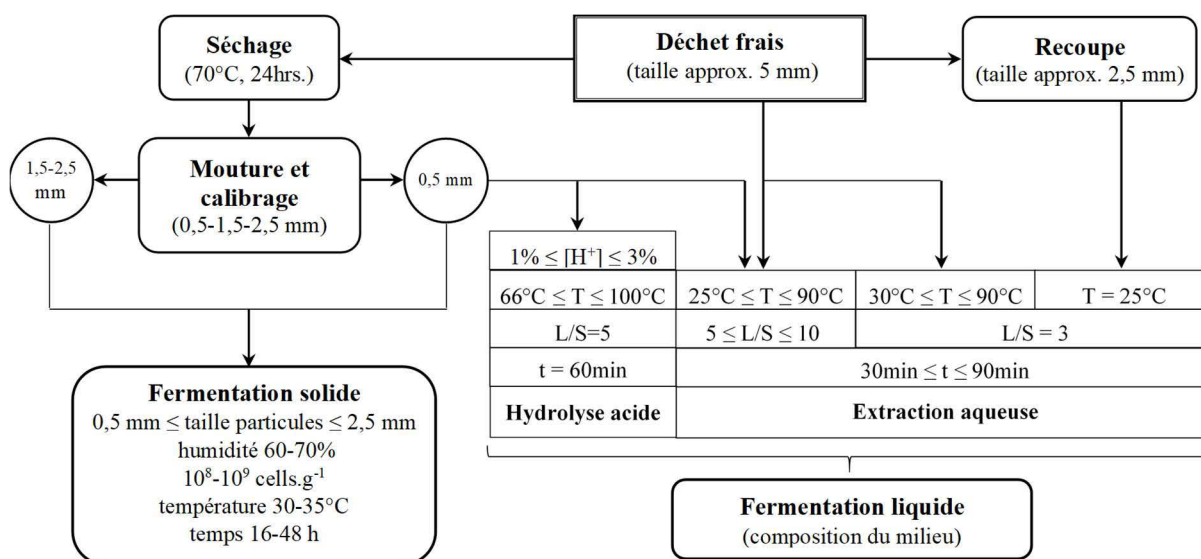 Séchage
(70°C, 24hrs.)
Déchet frais
(taille approx. 5 mm)
Recoupe
(taille approx. 2,5 mm)
1,5-2,5
mm
Mouture et
calibrage
(0,5-1,5-2,5 mm)
0,5 mm
1% ≤ [H⁺] ≤ 3%
66°C ≤ T ≤ 100°C
25°C ≤ T ≤ 90°C
30°C ≤ T ≤ 90°C
T = 25°C
L/S=5
5 ≤ L/S ≤ 10
L/S = 3
t = 60min
30min ≤ t ≤ 90min
Hydrolyse acide
Extraction aqueuse
Fermentation solide
0,5 mm ≤ taille particules ≤ 2,5 mm
humidité 60-70%
10⁸-10⁹ cells.g⁻¹
température 30-35°C
temps 16-48 h
Fermentation liquide
(composition du milieu)